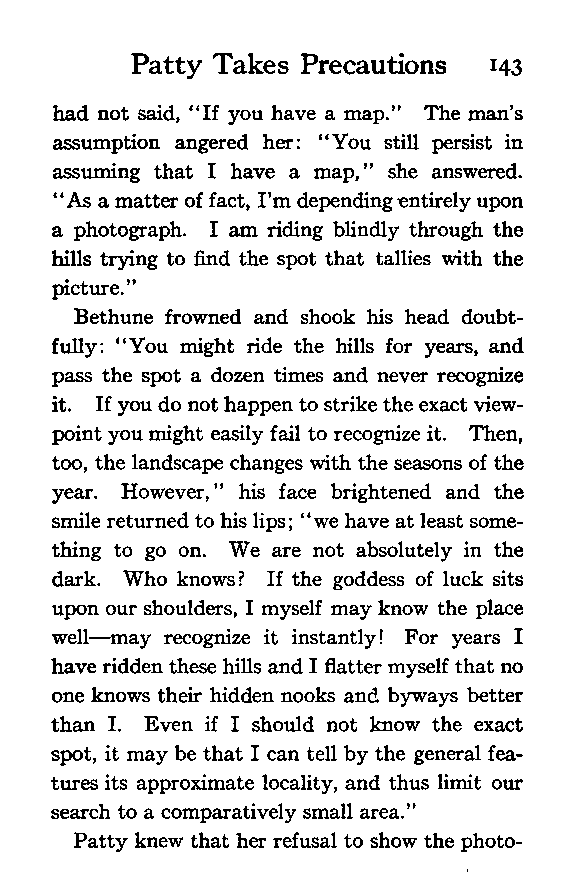 Patty Takes Precautions 143
had not said, "If you have a map." The man's
assumption angered her: "You still persist in
assuming that I have a map," she answered.
"As a matter of fact, I'm depending entirely upon
a photograph. I am riding blindly through the
hills trying to find the spot that tallies with the
picture."
Bethune frowned and shook his head doubt-
fully: "You might ride the hills for years, and
pass the spot a dozen times and never recognize
it. If you do not happen to strike the exact view-
point you might easily fail to recognize it. Then,
too, the landscape changes with the seasons of the
year. However," his face brightened and the
smile returned to his lips; "we have at least some-
thing to go on. We are not absolutely in the
dark. Who knows? If the goddess of luck sits
upon our shoulders, I myself may know the place
well—may recognize it instantly! For years I
have ridden these hills and I flatter myself that no
one knows their hidden nooks and byways better
than I. Even if I should not know the exact
spot, it may be that I can tell by the general fea-
tures its approximate locality, and thus limit our
search to a comparatively small area."
Patty knew that her refusal to show the photo-